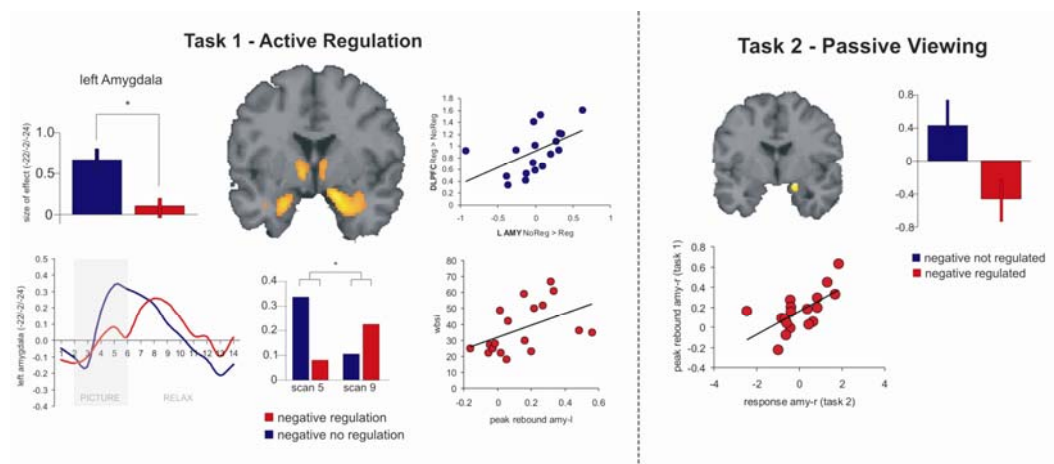 Task 1 - Active Regulation
left Amygdala
*
size of effect (-22/-2/-24)
1.0
0.5
0
DLPFC Reg > NoReg
1.8
1.6
1.4
1.2
1
0.8
0.6
0.4
0.2
0
-1 -0.5 0 0.5 1
L AMY NoReg > Reg
left amygdala (-22/-2/-24)
0.5
0.4
0.3
0.2
0.1
0.0
-0.1
-0.2
-0.3
-0.4
1 2 3 4 5 6 7 8 9 10 11 12 13 14
PICTURE RELAX
*
0.4
0.3
0.2
0.1
0
scan 5 scan 9
negative regulation
negative no regulation
wbsi
80
70
60
50
40
30
20
10
0
-0.2 0 0.2 0.4 0.6
peak rebound amy-l
Task 2 - Passive Viewing
0.8
0.4
0
-0.4
-0.8
negative not regulated
negative regulated
peak rebound amy-r (task 1)
0.8
0.6
0.4
0.2
0
-0.2
-0.4
-4 -2 0 2 4
response amy-r (task 2)